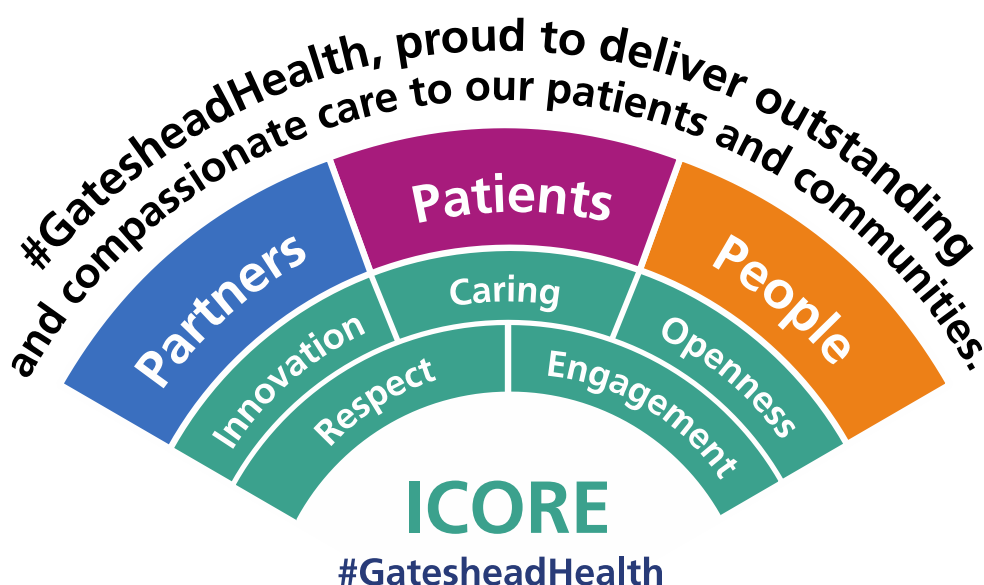 #GatesheadHealth, proud to deliver outstanding
and compassionate care to our patients and communities.
Partners
Patients
People
Innovation
Caring
Openness
Respect
Engagement
ICORE
#GatesheadHealth